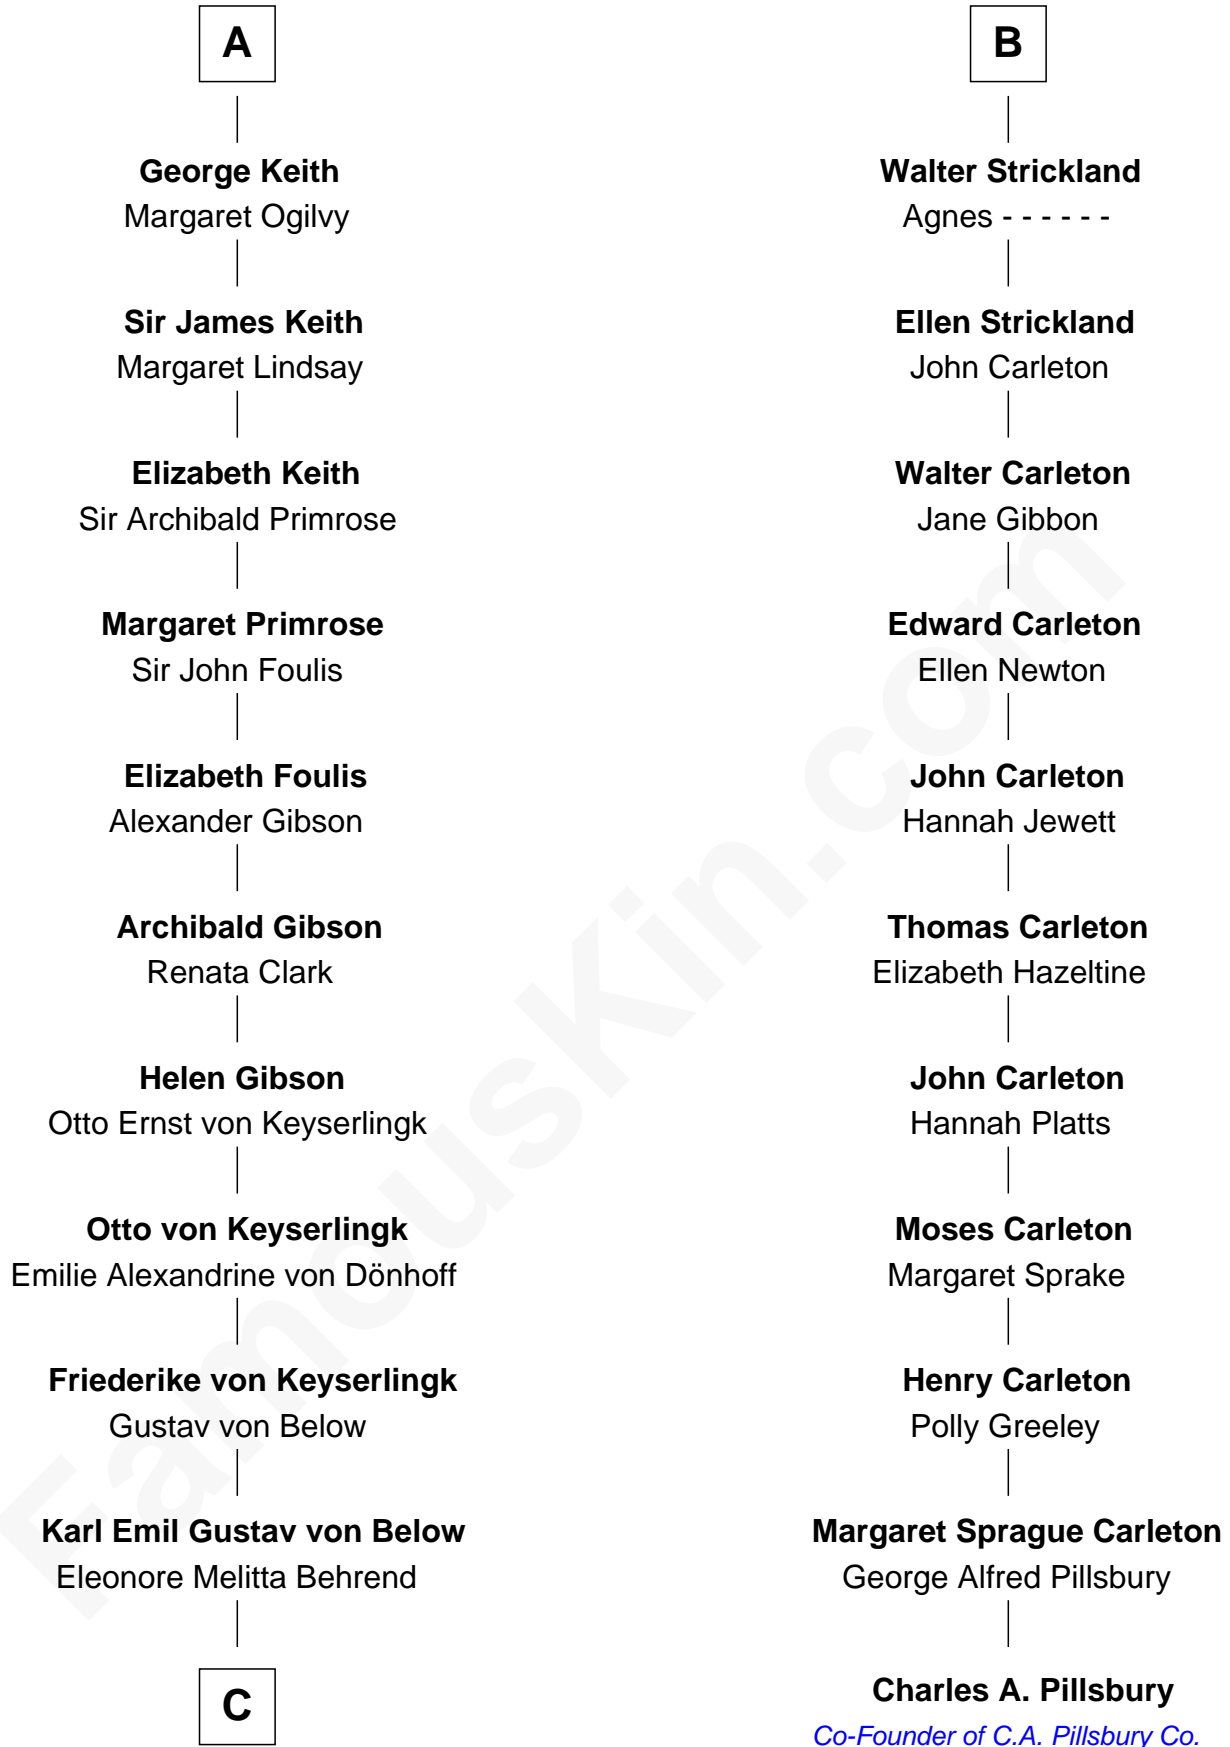 A
George Keith
Margaret Ogilvy
Sir James Keith
Margaret Lindsay
Elizabeth Keith
Sir Archibald Primrose
Margaret Primrose
Sir John Foulis
Elizabeth Foulis
Alexander Gibson
Archibald Gibson
Renata Clark
Helen Gibson
Otto Ernst von Keyserlingk
Otto von Keyserlingk
Emilie Alexandrine von Dönhoff
Friederike von Keyserlingk
Gustav von Below
Karl Emil Gustav von Below
Eleonore Melitta Behrend
C
B
Walter Strickland
Agnes - - - - - -
Ellen Strickland
John Carleton
Walter Carleton
Jane Gibbon
Edward Carleton
Ellen Newton
John Carleton
Hannah Jewett
Thomas Carleton
Elizabeth Hazeltine
John Carleton
Hannah Platts
Moses Carleton
Margaret Sprake
Henry Carleton
Polly Greeley
Margaret Sprague Carleton
George Alfred Pillsbury
Charles A. Pillsbury
Co-Founder of C.A. Pillsbury Co.
FamousKin.com